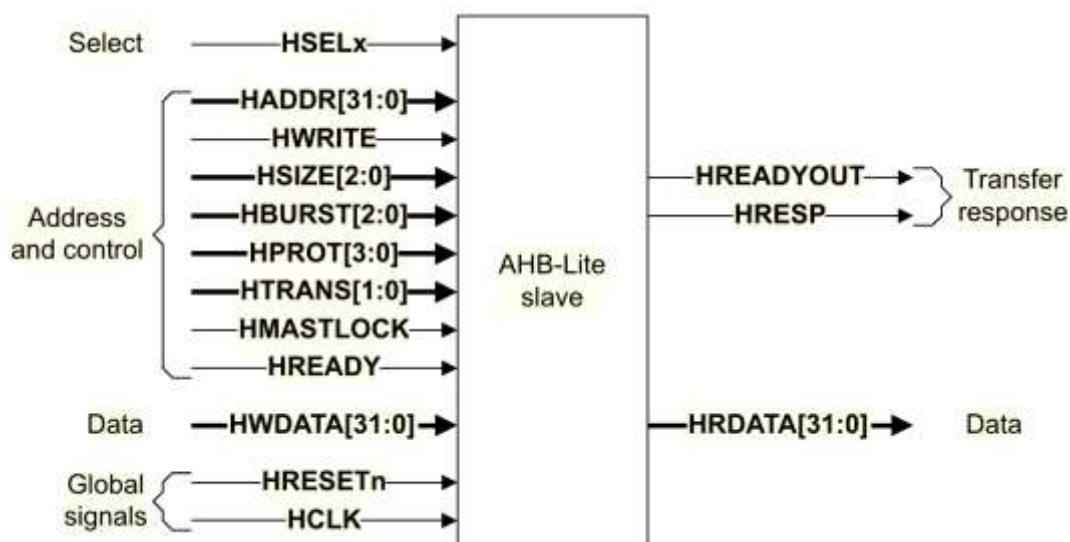 Select
HSELx
Address
and control
HADDR[31:0]
HWRITE
HSIZE[2:0]
HBURST[2:0]
HPROT[3:0]
HTRANS[1:0]
HMASTLOCK
HREADY
Data
HWDATA[31:0]
Global
signals
HRESETn
HCLK
AHB-Lite
slave
HREADYOUT
HRESP
Transfer
response
HRDATA[31:0]
Data